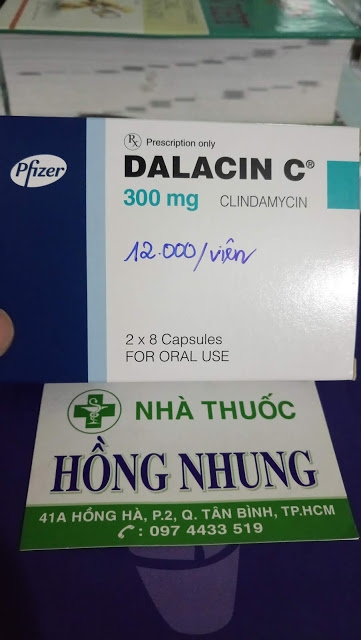 Pfizer
Rx Prescription only
DALACIN C®
300 mg CLINDAMYCIN
12.000/viên
2 x 8 Capsules
FOR ORAL USE
NHÀ THUỐC
HỒNG NHUNG
41A HỒNG HÀ, P.2, Q. TÂN BÌNH, TP.HCM
: 097 4433 519